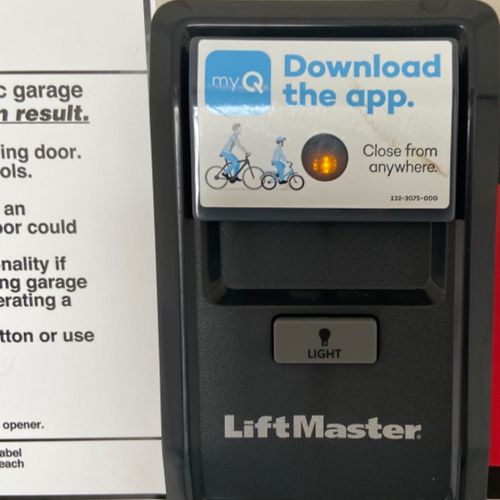 c garage
n result.
ing door.
ols.
an
oor could
nality if
ng garage
erating a
tton or use
opener.
abel
each
myQ
Download
the app.
Close from
anywhere.
132-3075-000
LIGHT
LiftMaster